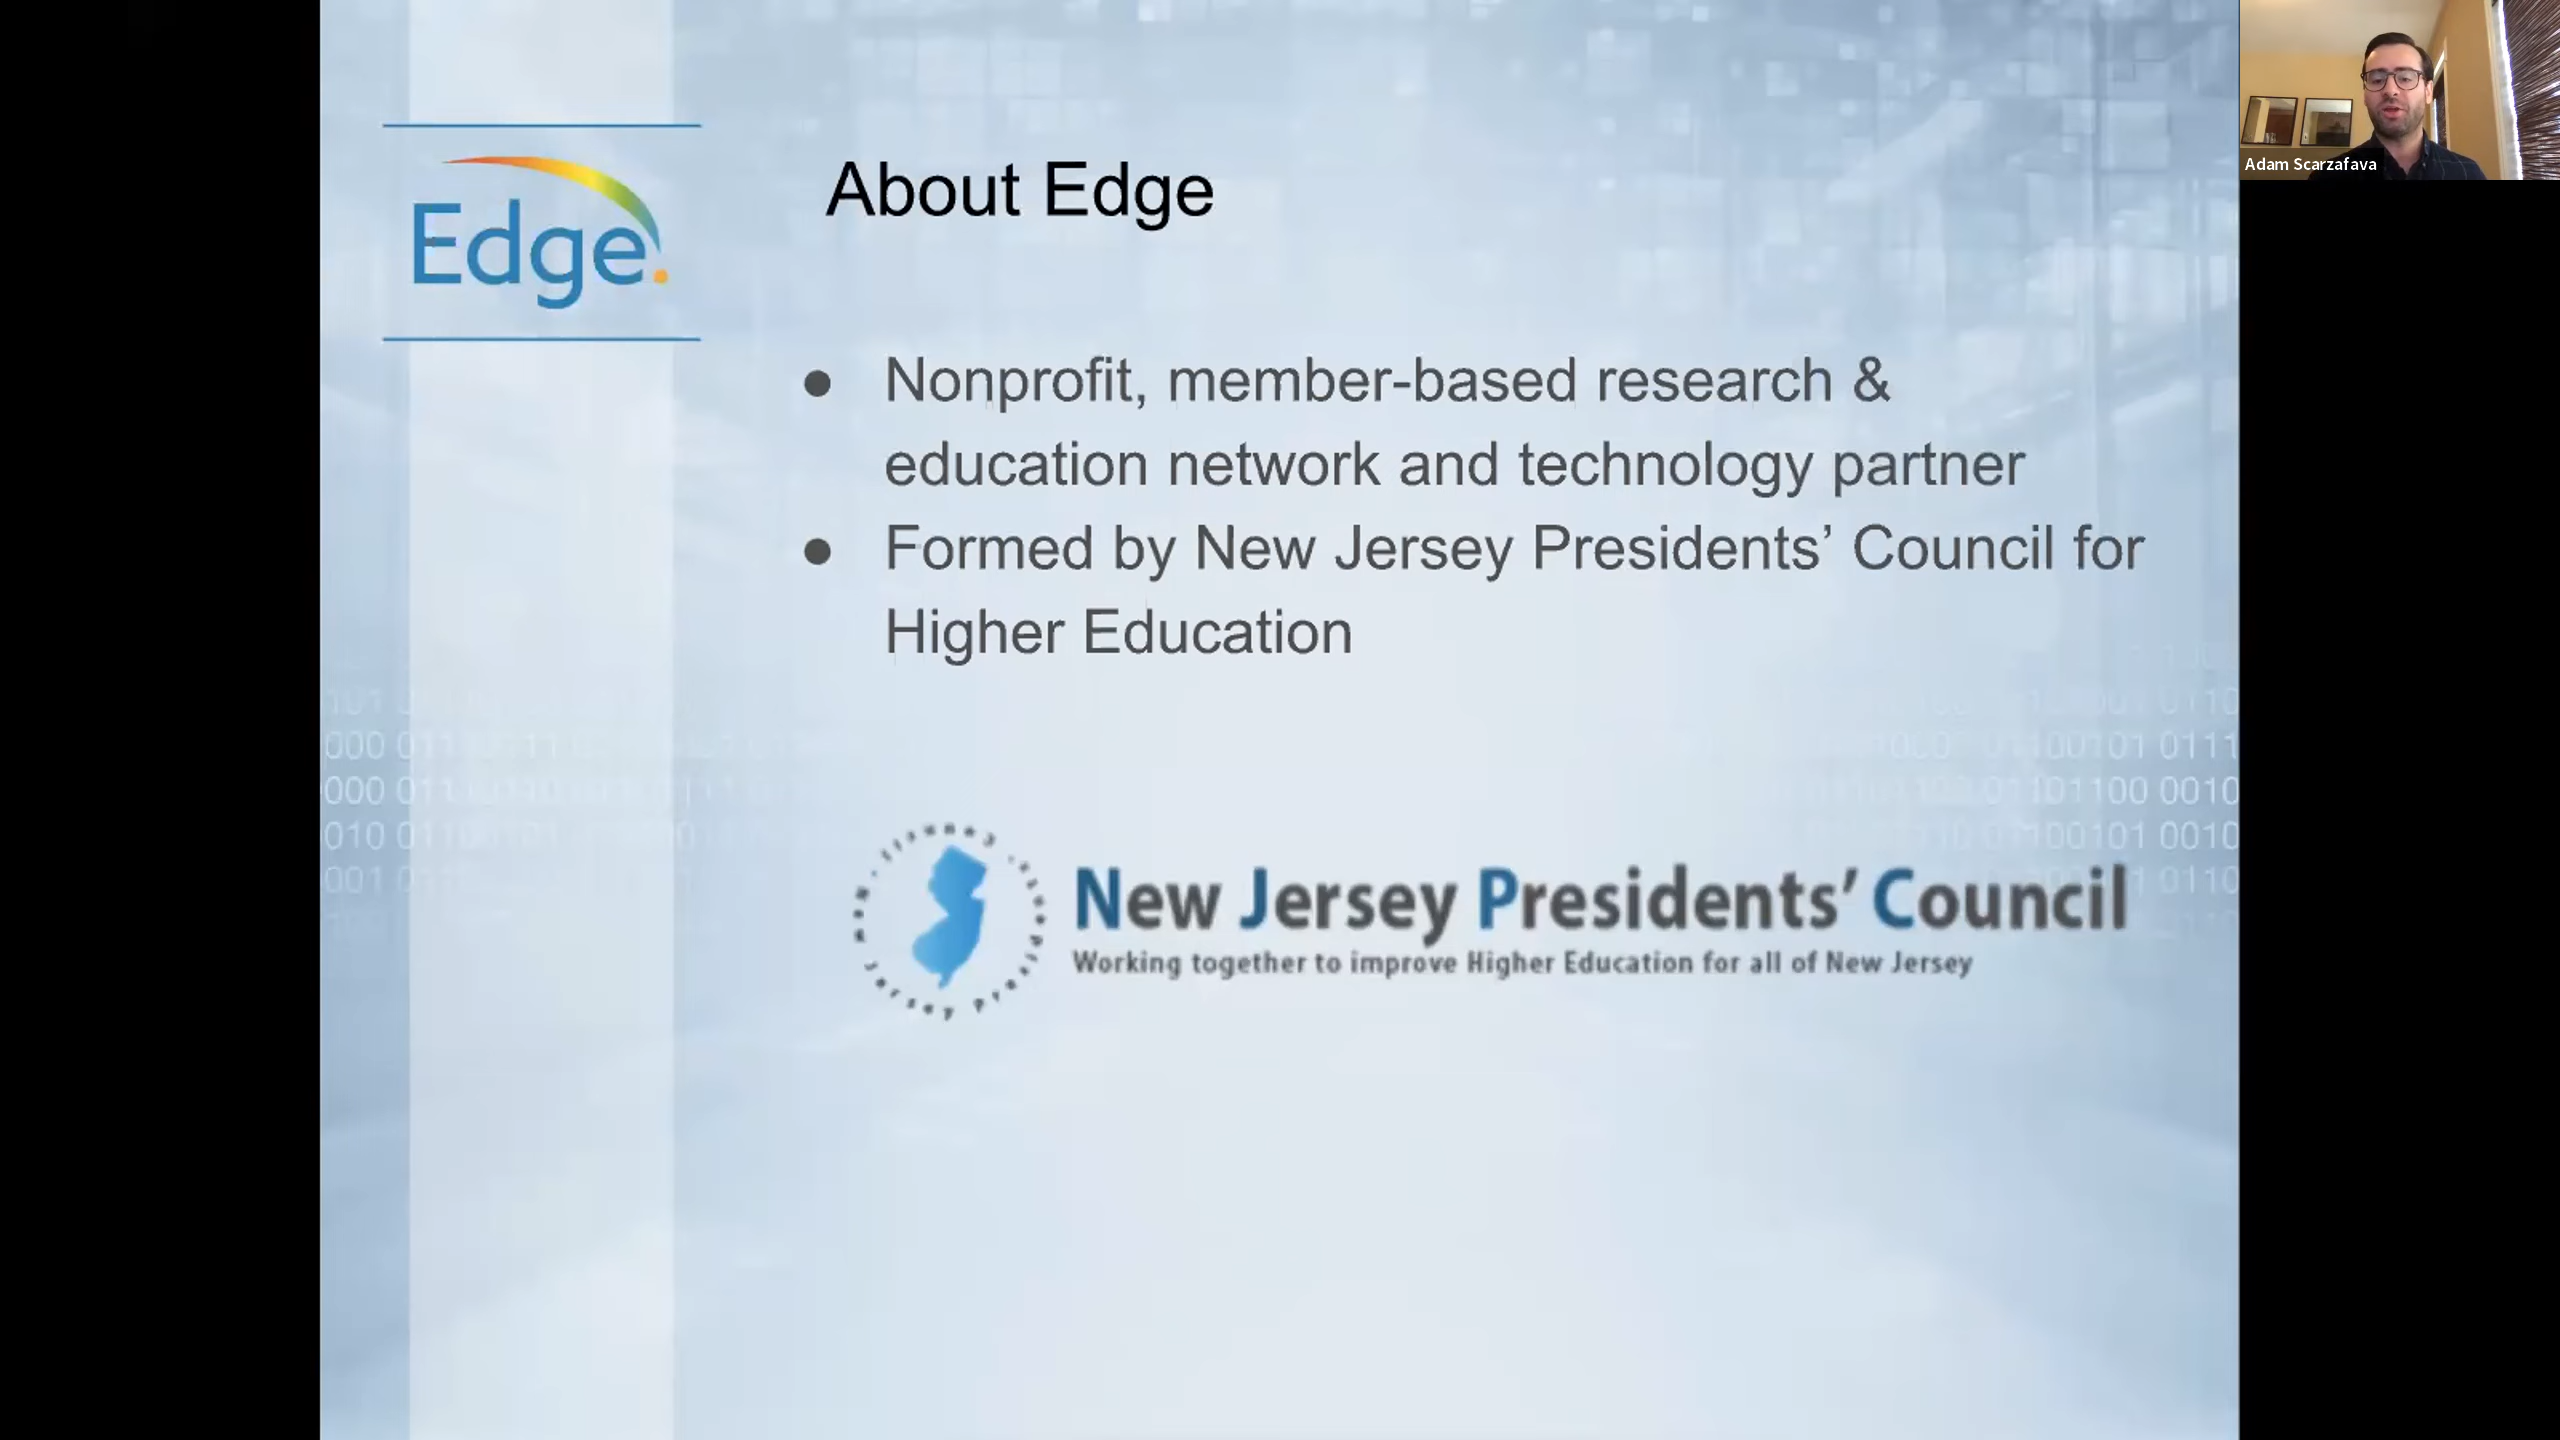 Adam Scarzafava
Edge.
About Edge
● Nonprofit, member-based research &
education network and technology partner
● Formed by New Jersey Presidents’ Council for
Higher Education
New Jersey Presidents’ Council
Working together to improve Higher Education for all of New Jersey